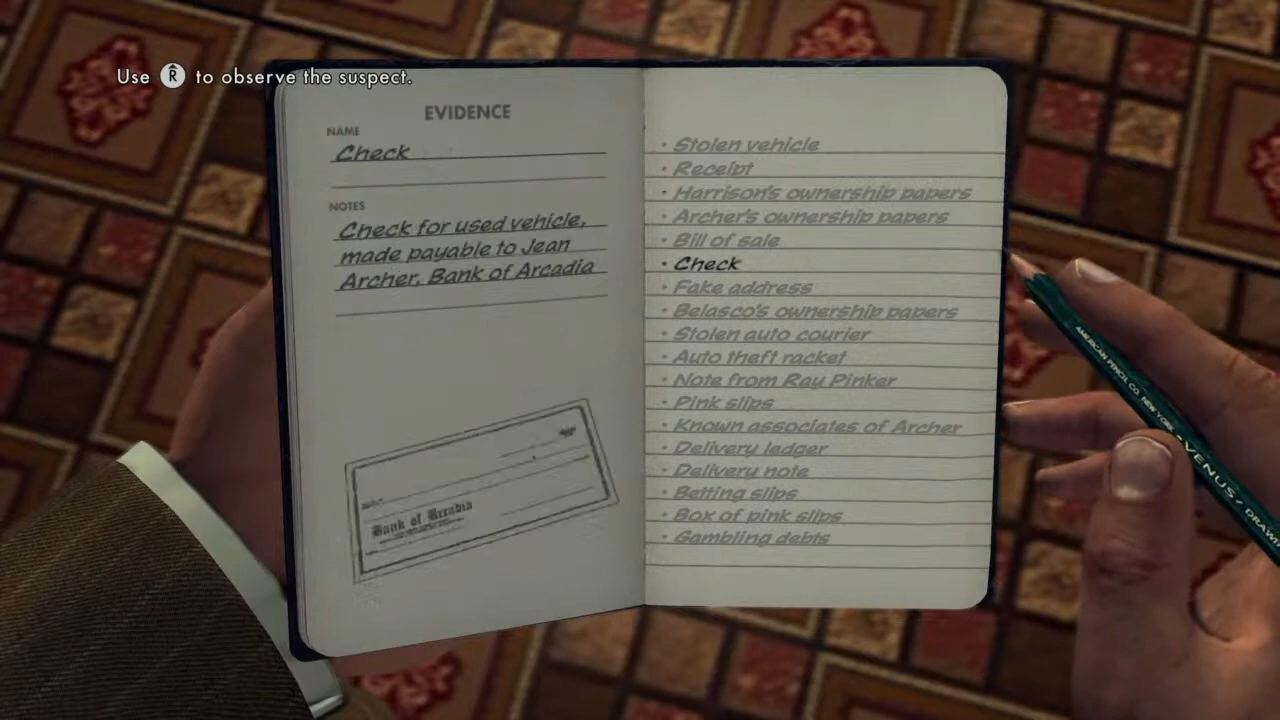 Use R to observe the suspect.
EVIDENCE
NAME
Check
NOTES
Check for used vehicle,
made payable to Jean
Archer, Bank of Arcadia
Bank of Arcadia
• Stolen vehicle
• Receipt
• Harrison's ownership papers
• Archer's ownership papers
• Bill of sale
• Check
• Fake address
• Belasco's ownership papers
• Stolen auto courier
• Auto theft racket
• Note from Ray Pinker
• Pink slips
• Known associates of Archer
• Delivery ledger
• Delivery note
• Betting slips
• Box of pink slips
• Gambling debts
AMERICAN PENCIL CO. NEW YORK VENUS DRAWI